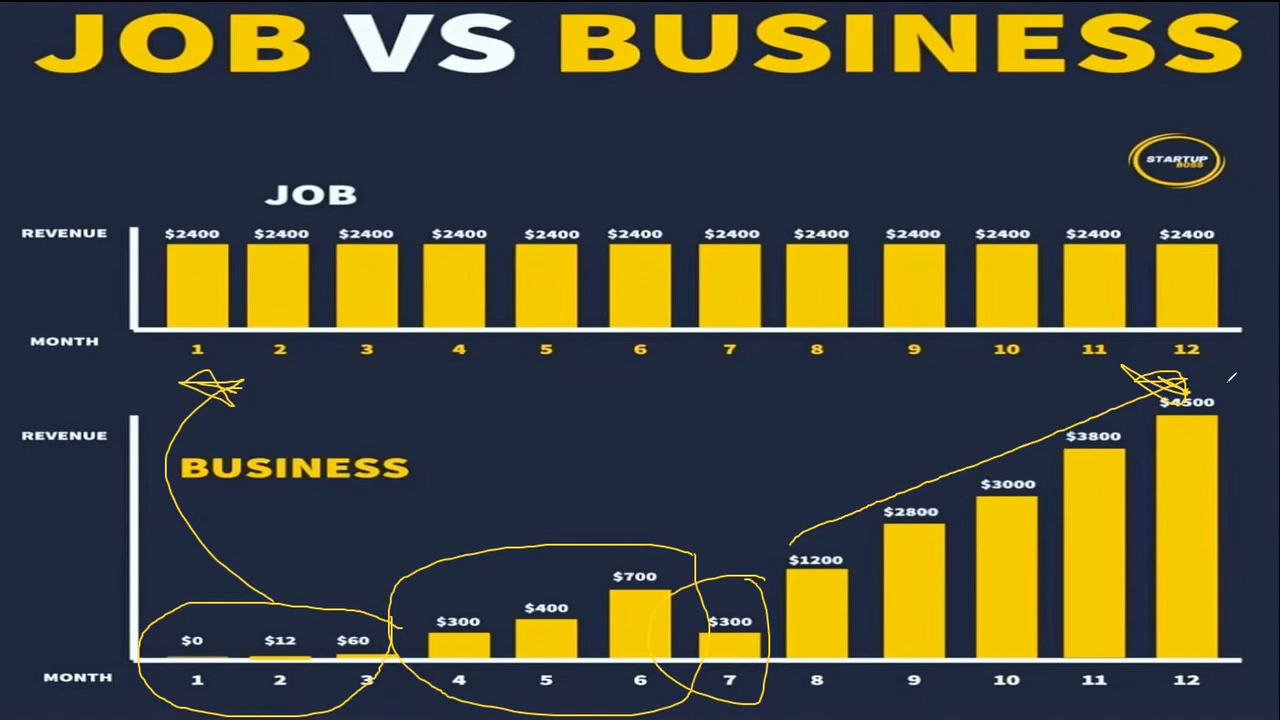 JOB VS BUSINESS
STARTUP
BOSS
JOB
REVENUE
$2400 $2400 $2400 $2400 $2400 $2400 $2400 $2400 $2400 $2400 $2400 $2400
MONTH
1 2 3 4 5 6 7 8 9 10 11 12
REVENUE
BUSINESS
$0 $12 $60 $300 $400 $700 $300 $1200 $2800 $3000 $3800 $4500
MONTH
1 2 3 4 5 6 7 8 9 10 11 12